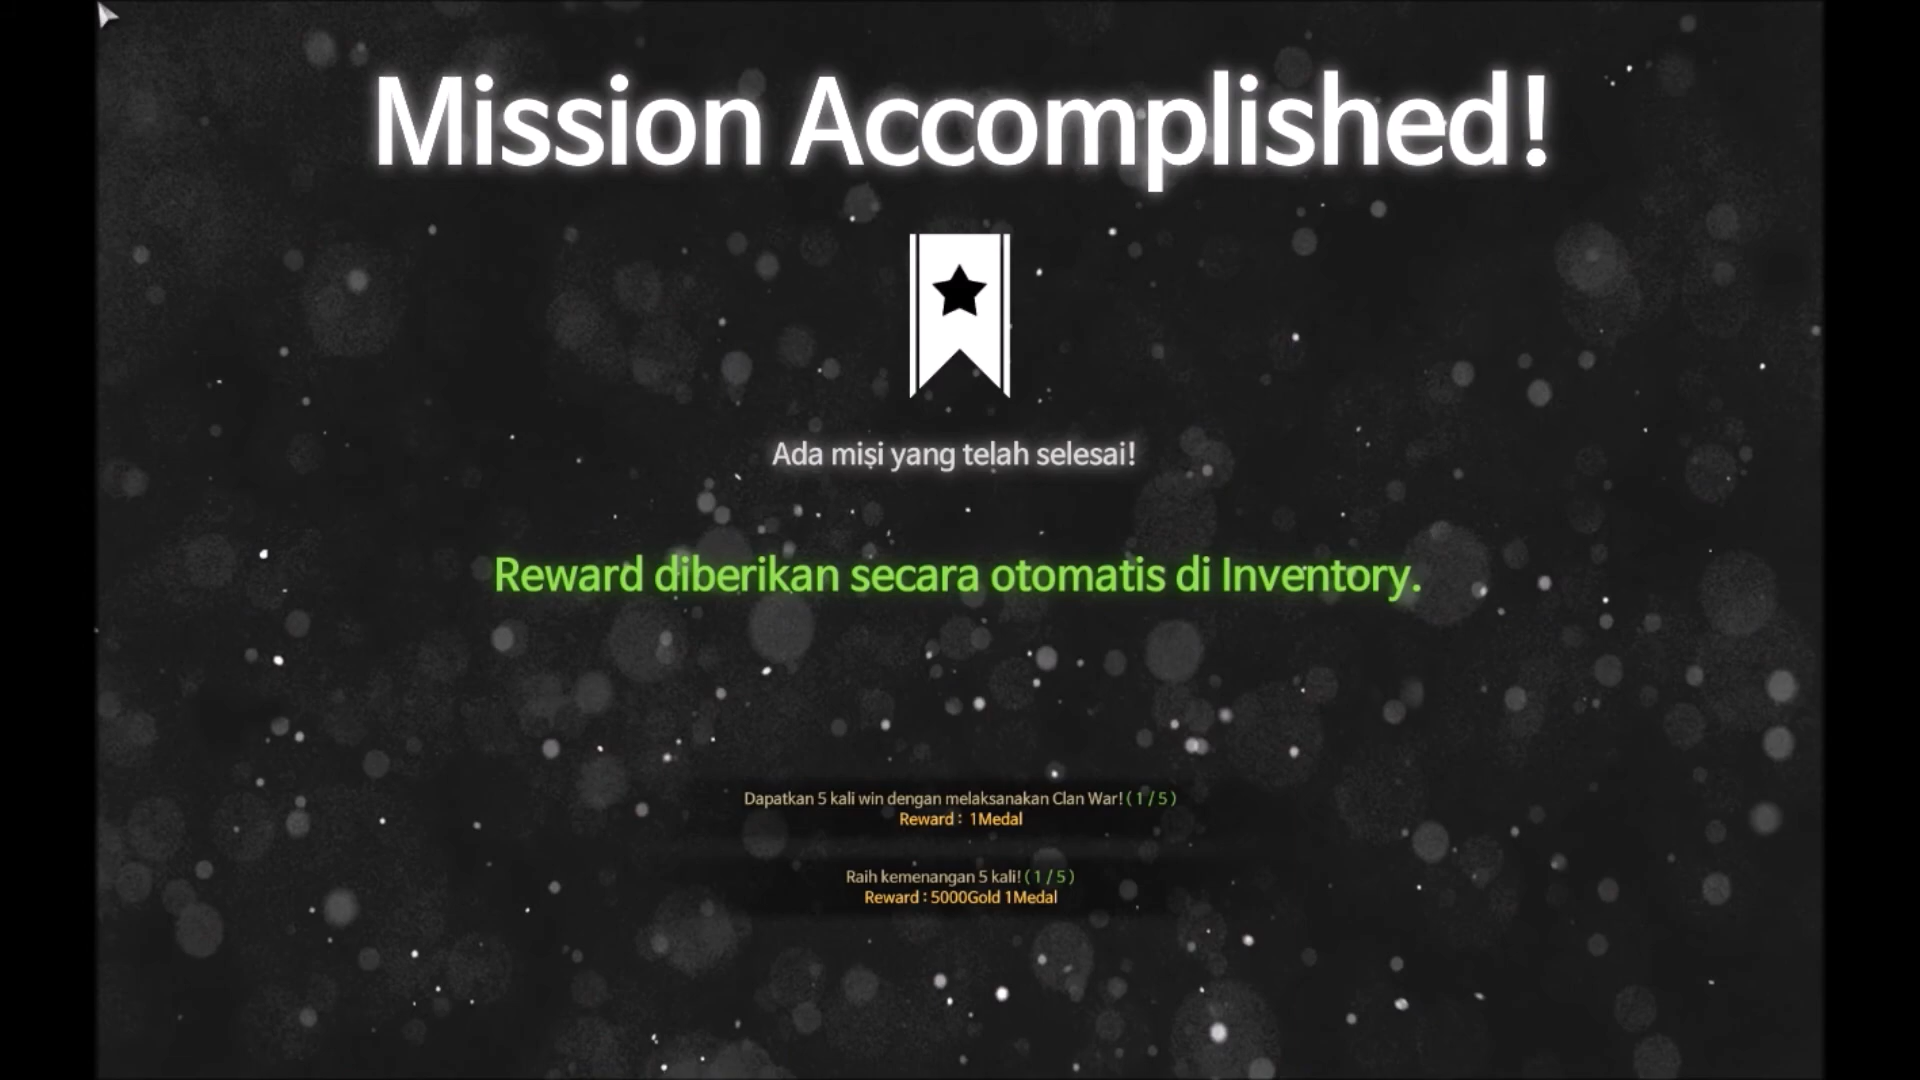 Mission Accomplished!
Ada misi yang telah selesai!
Reward diberikan secara otomatis di Inventory.
Dapatkan 5 kali win dengan melaksanakan Clan War! ( 1 / 5 )
Reward : 1Medal
Raih kemenangan 5 kali! ( 1 / 5 )
Reward : 5000Gold 1Medal